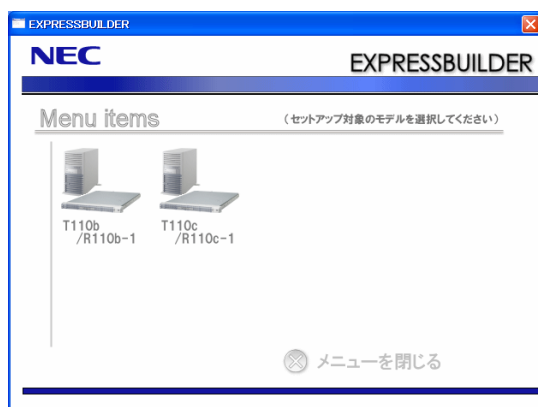 EXPRESSBUILDER
NEC
EXPRESSBUILDER
Menu items
(セットアップ対象のモデルを選択してください)
T110b
/R110b-1
T110c
/R110c-1
メニューを閉じる